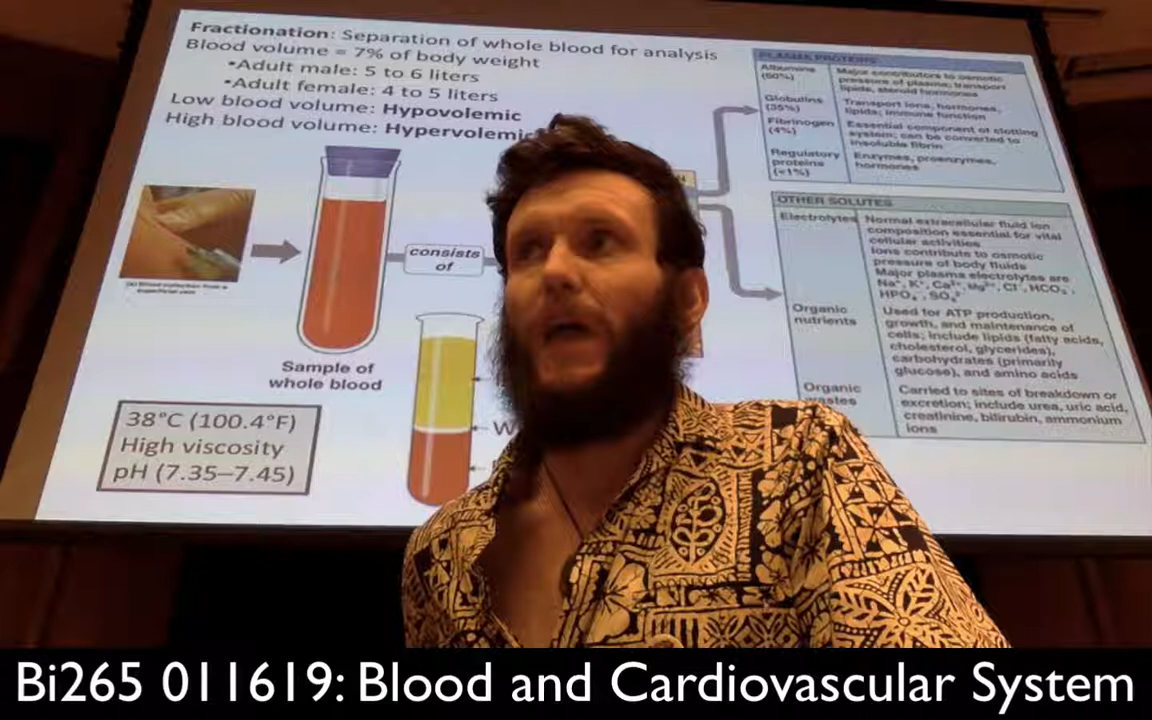 Fractionation: Separation of whole blood for analysis
Blood volume = 7% of body weight
•Adult male: 5 to 6 liters
•Adult female: 4 to 5 liters
Low blood volume: Hypovolemic
High blood volume: Hypervolemic
consists
of
Sample of
whole blood
38°C (100.4°F)
High viscosity
pH (7.35–7.45)
W
PLASMA PROTEINS
Albumins
(60%)
Major contributors to osmotic
pressure of plasma; transport
lipids, steroid hormones
Globulins
(35%)
Transport ions, hormones,
lipids; immune function
Fibrinogen
(4%)
Essential component of clotting
system; can be converted to
insoluble fibrin
Regulatory
proteins
(<1%)
Enzymes, proenzymes,
hormones
OTHER SOLUTES
Electrolytes
Normal extracellular fluid ion
composition essential for vital
cellular activities
Ions contribute to osmotic
pressure of body fluids
Major plasma electrolytes are
Na⁺, K⁺, Ca²⁺, Mg²⁺, Cl⁻, HCO₃⁻,
HPO₄⁻, SO₄²⁻
Organic
nutrients
Used for ATP production,
growth, and maintenance of
cells; include lipids (fatty acids,
cholesterol, glycerides),
carbohydrates (primarily
glucose), and amino acids
Organic
wastes
Carried to sites of breakdown or
excretion; include urea, uric acid,
creatinine, bilirubin, ammonium
ions
Bi265 011619: Blood and Cardiovascular System